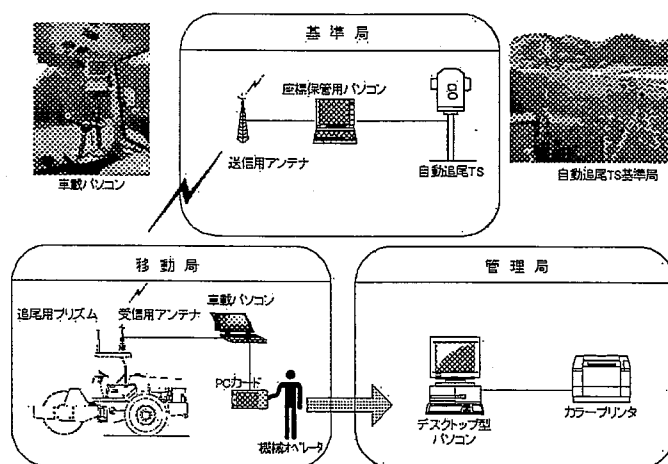 基準局
座標保管用パソコン
送信用アンテナ
自動追尾TS
車載パソコン
自動追尾TS基準局
移動局
追尾用プリズム
受信用アンテナ
車載パソコン
PCカード
機械オペレータ
管理局
デスクトップ型
パソコン
カラープリンタ